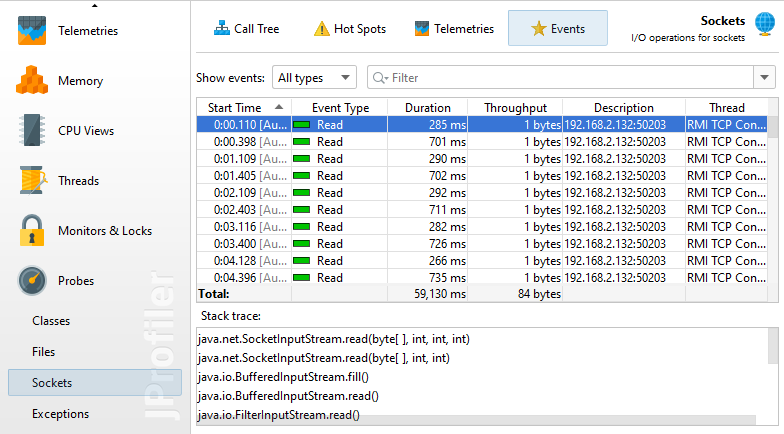 Telemetries
Memory
CPU Views
Threads
Monitors & Locks
Probes
Classes
Files
Sockets
Exceptions
JProfiler
Call Tree
Hot Spots
Telemetries
Events
Sockets
I/O operations for sockets
Show events: All types Filter
Start Time Event Type Duration Throughput Description Thread
0:00.110 [Au... Read 285 ms 1 bytes 192.168.2.132:50203 RMI TCP Con...
0:00.398 [Au... Read 701 ms 1 bytes 192.168.2.132:50203 RMI TCP Con...
0:01.109 [Au... Read 290 ms 1 bytes 192.168.2.132:50203 RMI TCP Con...
0:01.405 [Au... Read 702 ms 1 bytes 192.168.2.132:50203 RMI TCP Con...
0:02.109 [Au... Read 292 ms 1 bytes 192.168.2.132:50203 RMI TCP Con...
0:02.403 [Au... Read 711 ms 1 bytes 192.168.2.132:50203 RMI TCP Con...
0:03.116 [Au... Read 282 ms 1 bytes 192.168.2.132:50203 RMI TCP Con...
0:03.400 [Au... Read 726 ms 1 bytes 192.168.2.132:50203 RMI TCP Con...
0:04.128 [Au... Read 266 ms 1 bytes 192.168.2.132:50203 RMI TCP Con...
0:04.396 [Au... Read 735 ms 1 bytes 192.168.2.132:50203 RMI TCP Con...
Total: 59,130 ms 84 bytes
Stack trace:
java.net.SocketInputStream.read(byte[ ], int, int, int)
java.net.SocketInputStream.read(byte[ ], int, int)
java.io.BufferedInputStream.fill()
java.io.BufferedInputStream.read()
java.io.FilterInputStream.read()